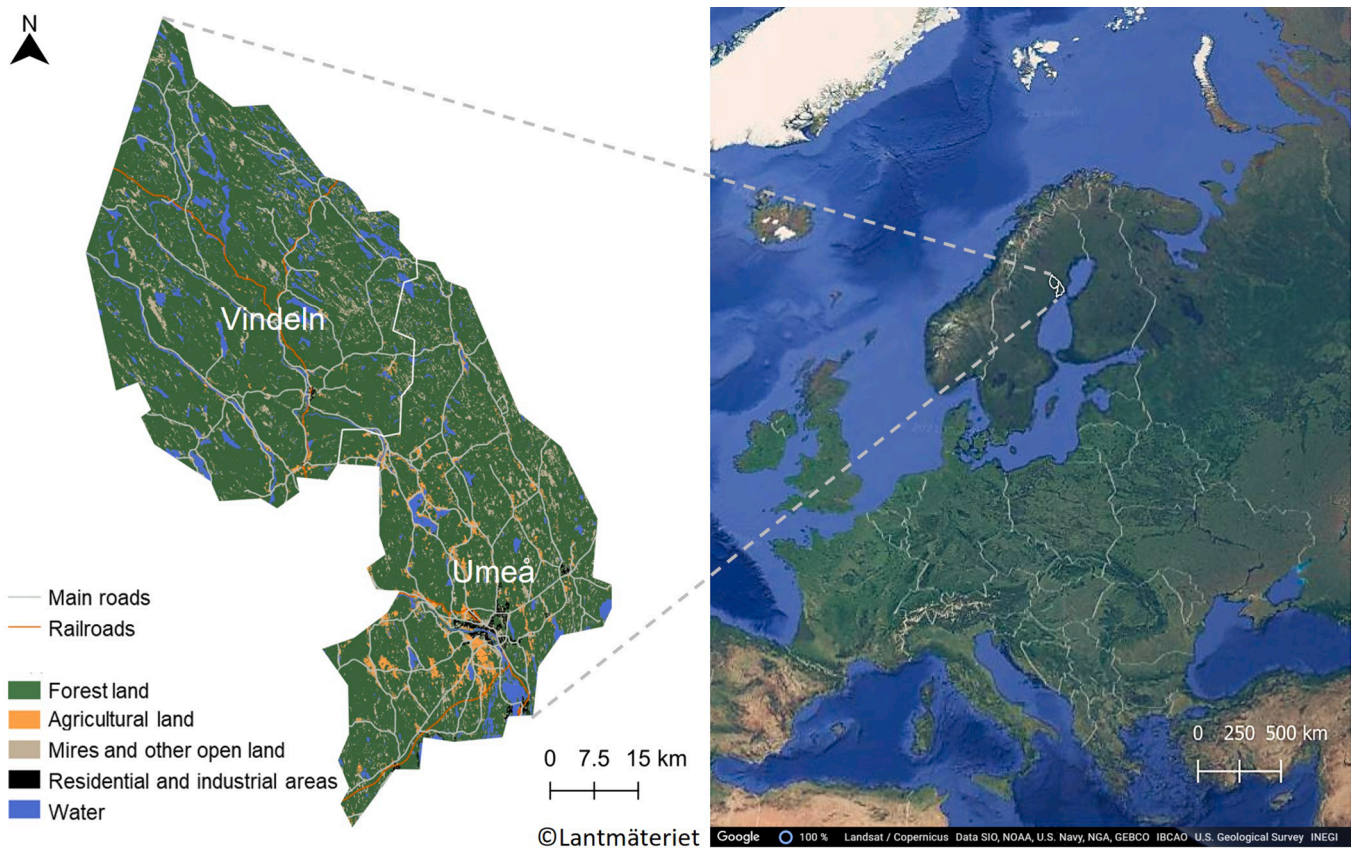 N
Vindeln
Umeå
Main roads
Railroads
Forest land
Agricultural land
Mires and other open land
Residential and industrial areas
Water
0 7.5 15 km
©Lantmäteriet
0 250 500 km
Google 100 % Landsat / Copernicus Data SIO, NOAA, U.S. Navy, NGA, GEBCO IBCAO U.S. Geological Survey INEGI